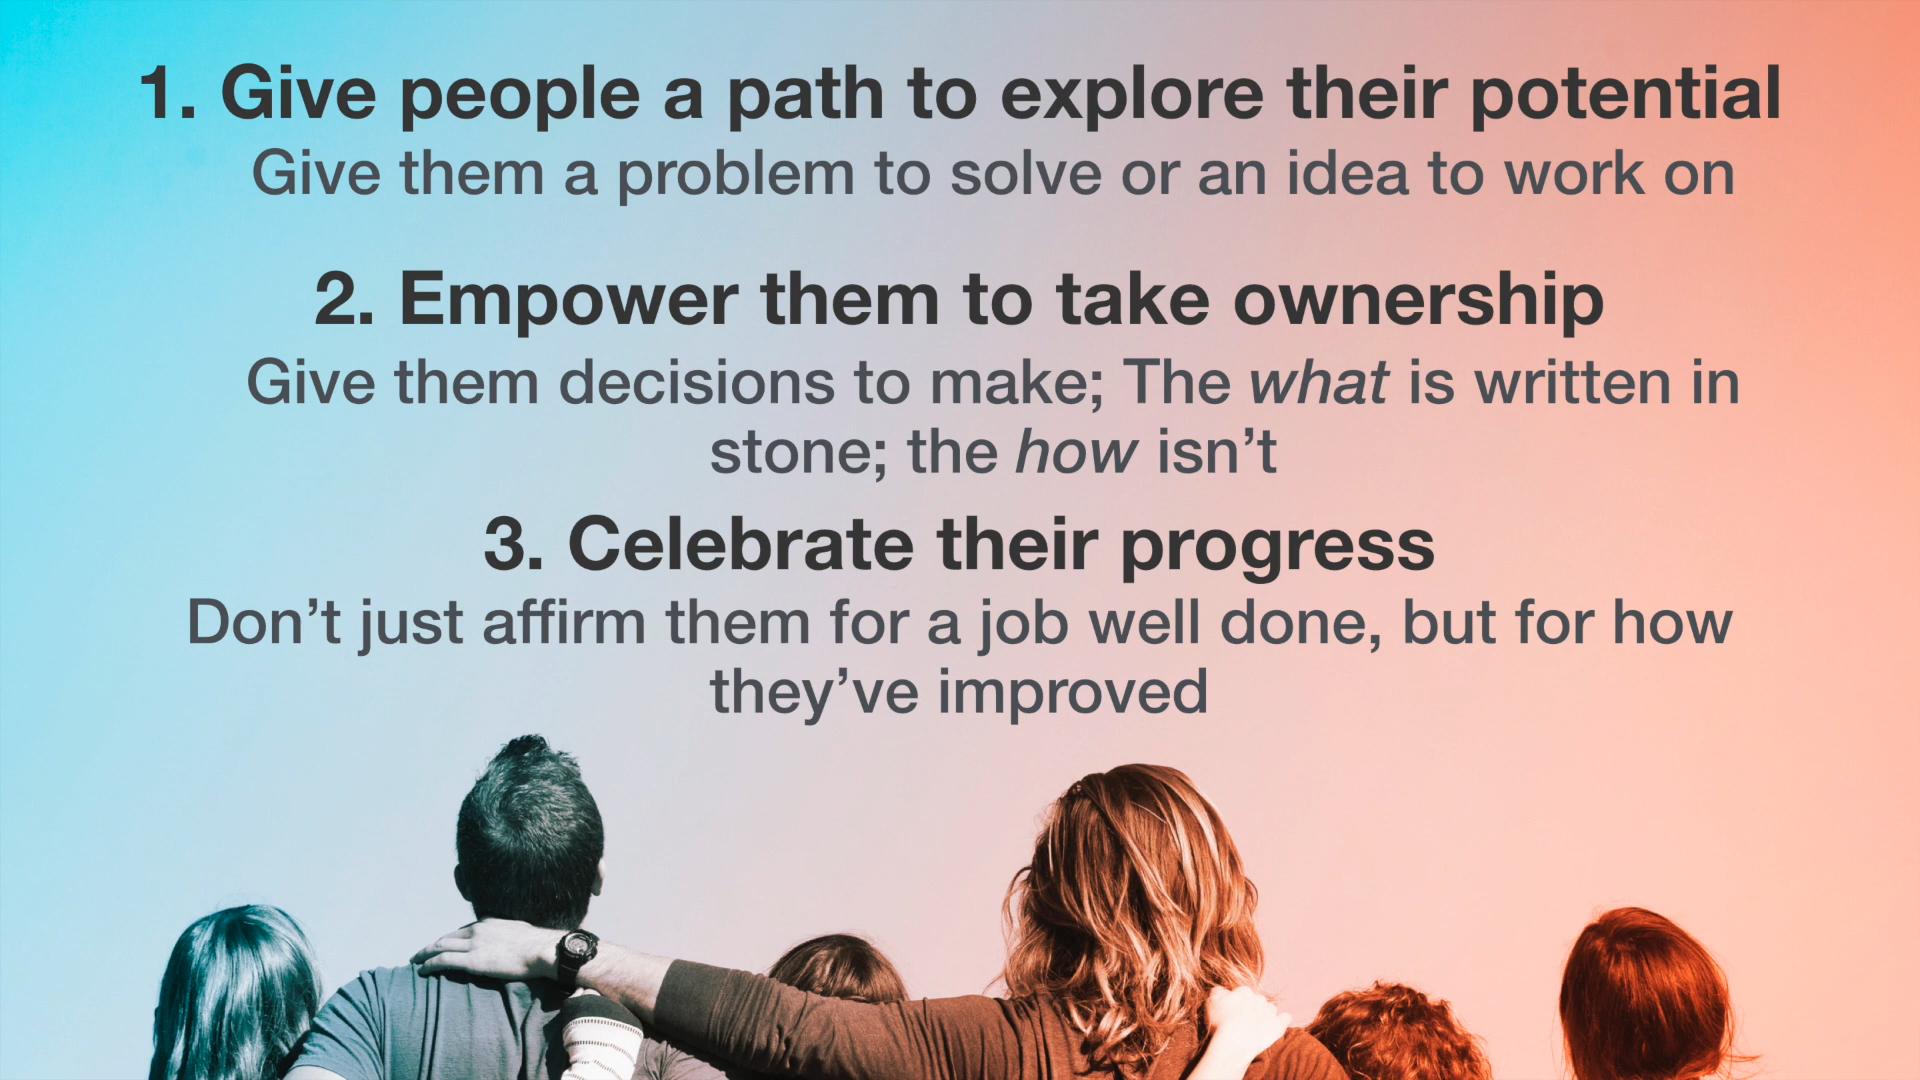 1. Give people a path to explore their potential
Give them a problem to solve or an idea to work on
2. Empower them to take ownership
Give them decisions to make; The what is written in
stone; the how isn’t
3. Celebrate their progress
Don’t just affirm them for a job well done, but for how
they’ve improved